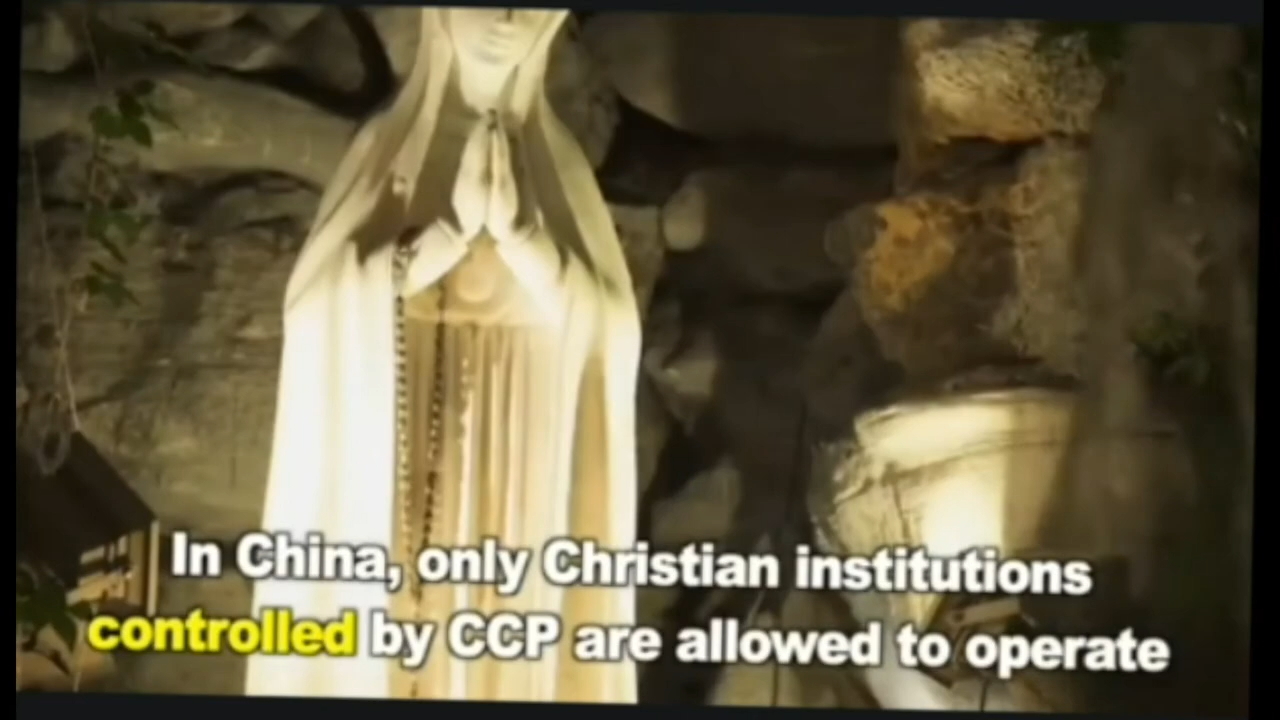 In China, only Christian institutions
controlled by CCP are allowed to operate